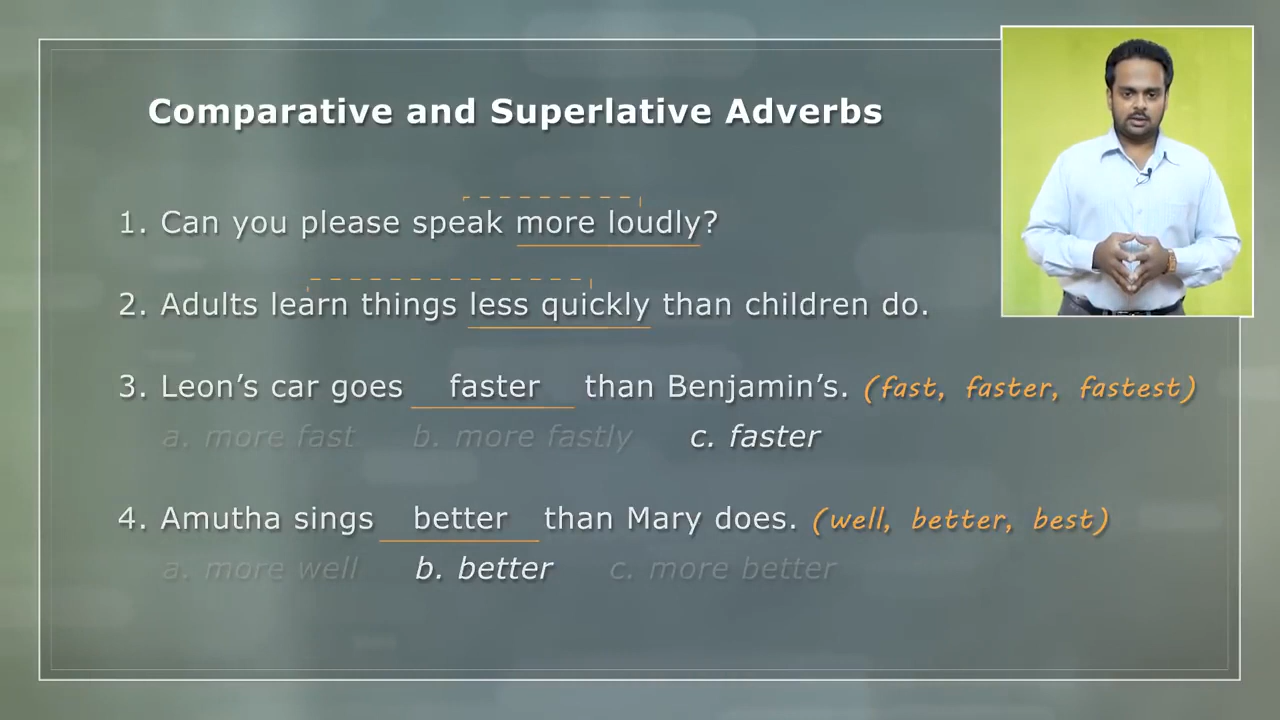 Comparative and Superlative Adverbs
1. Can you please speak more loudly?
2. Adults learn things less quickly than children do.
3. Leon’s car goes faster than Benjamin’s. (fast, faster, fastest)
a. more fast b. more fastly c. faster
4. Amutha sings better than Mary does. (well, better, best)
a. more well b. better c. more better